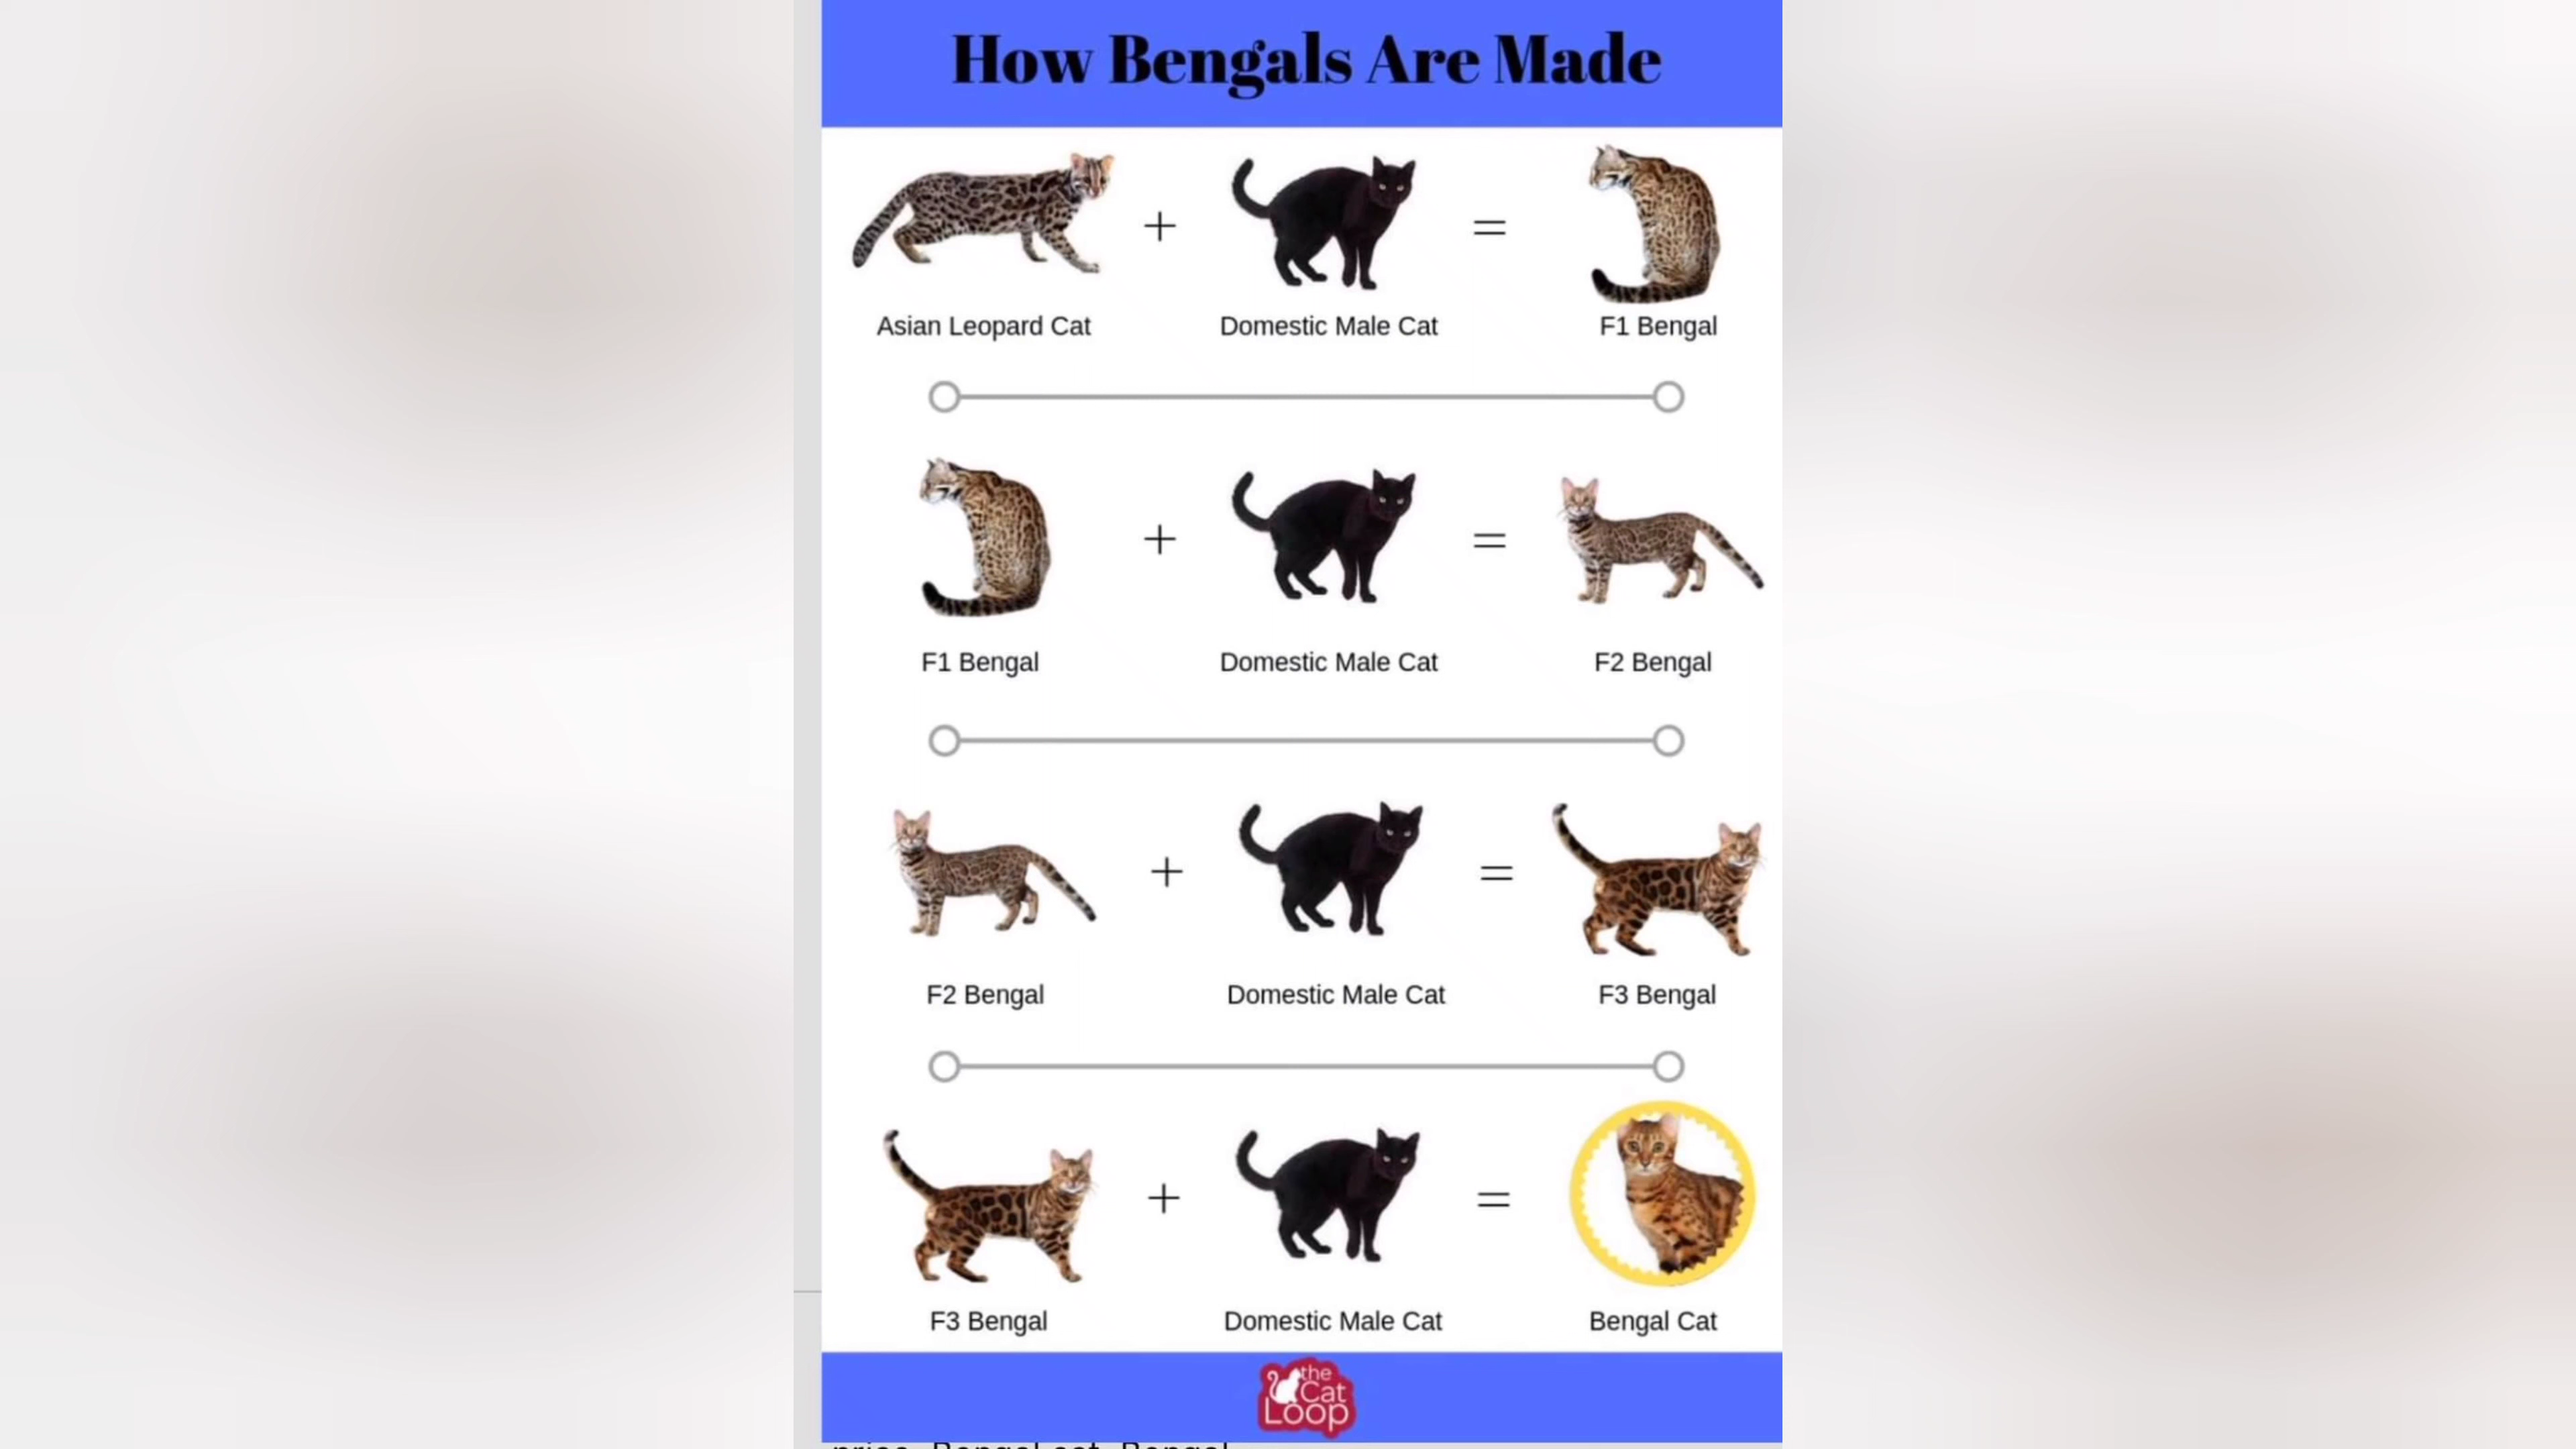 How Bengals Are Made
+
=
Asian Leopard Cat Domestic Male Cat F1 Bengal
+
=
F1 Bengal Domestic Male Cat F2 Bengal
+
=
F2 Bengal Domestic Male Cat F3 Bengal
+
=
F3 Bengal Domestic Male Cat Bengal Cat
the
Cat
Loop